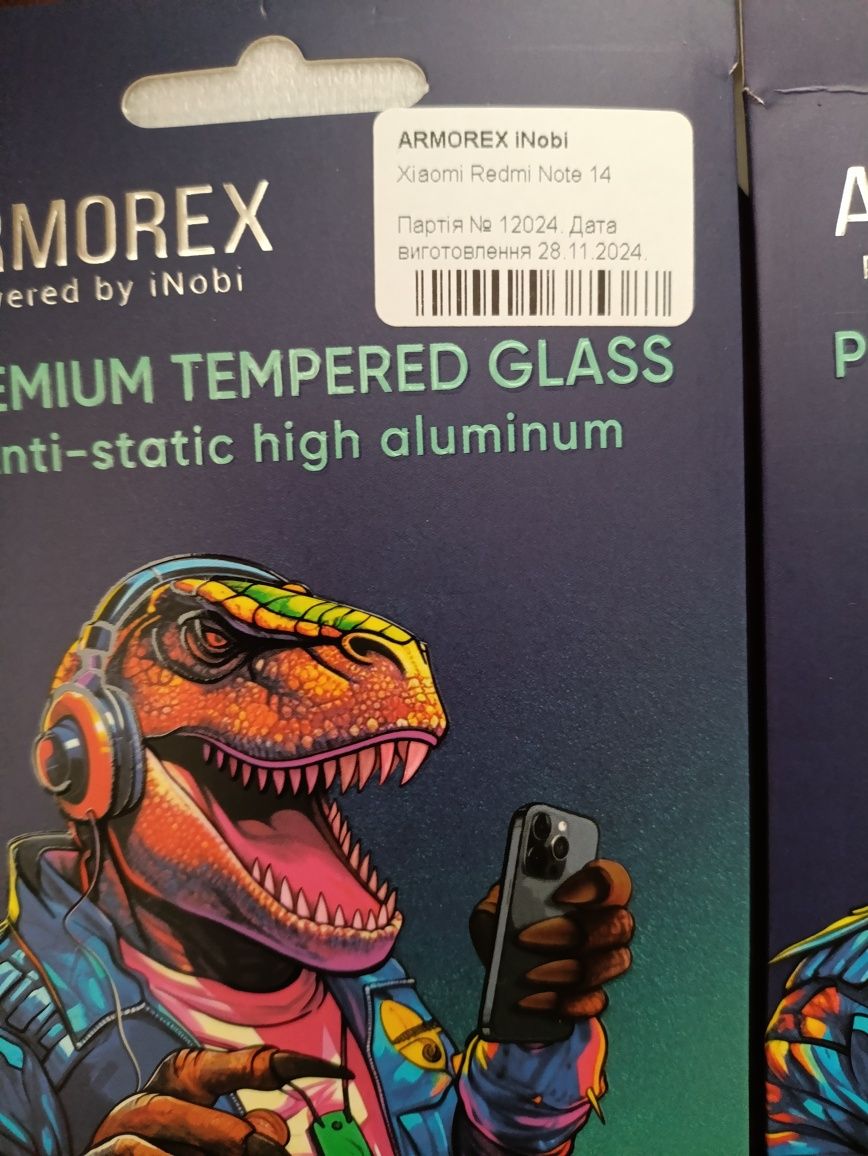 ARMOREX iNobi
Xiaomi Redmi Note 14
Партія № 12024. Дата
виготовлення 28.11.2024.
RMOREX
ered by iNobi
EMIUM TEMPERED GLASS
nti-static high aluminum
A
P